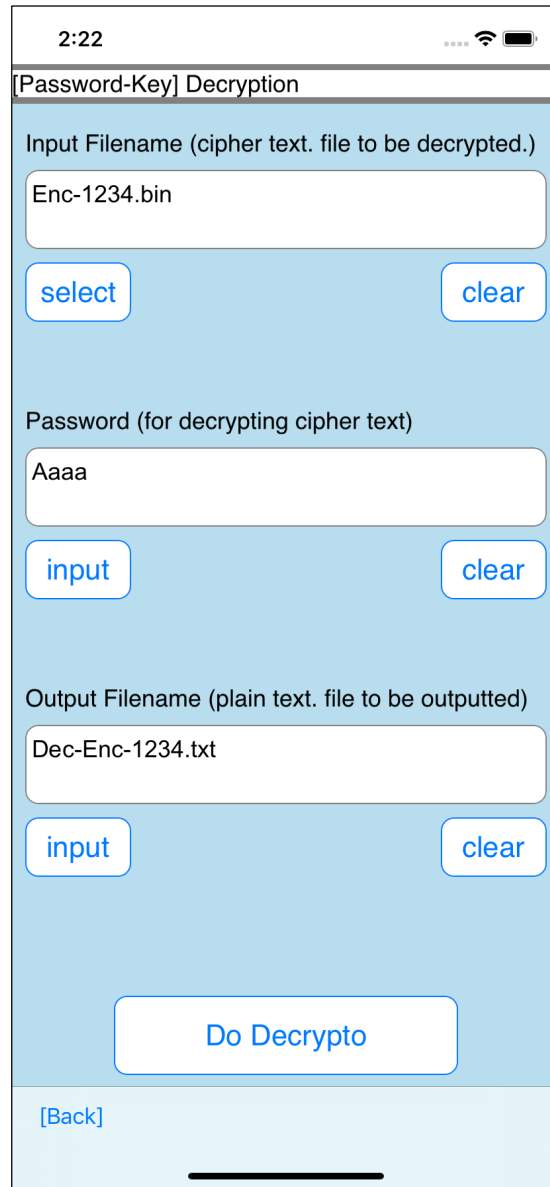 2:22
[Password-Key] Decryption
Input Filename (cipher text. file to be decrypted.)
Enc-1234.bin
select clear
Password (for decrypting cipher text)
Aaaa
input clear
Output Filename (plain text. file to be outputted)
Dec-Enc-1234.txt
input clear
Do Decrypto
[Back]